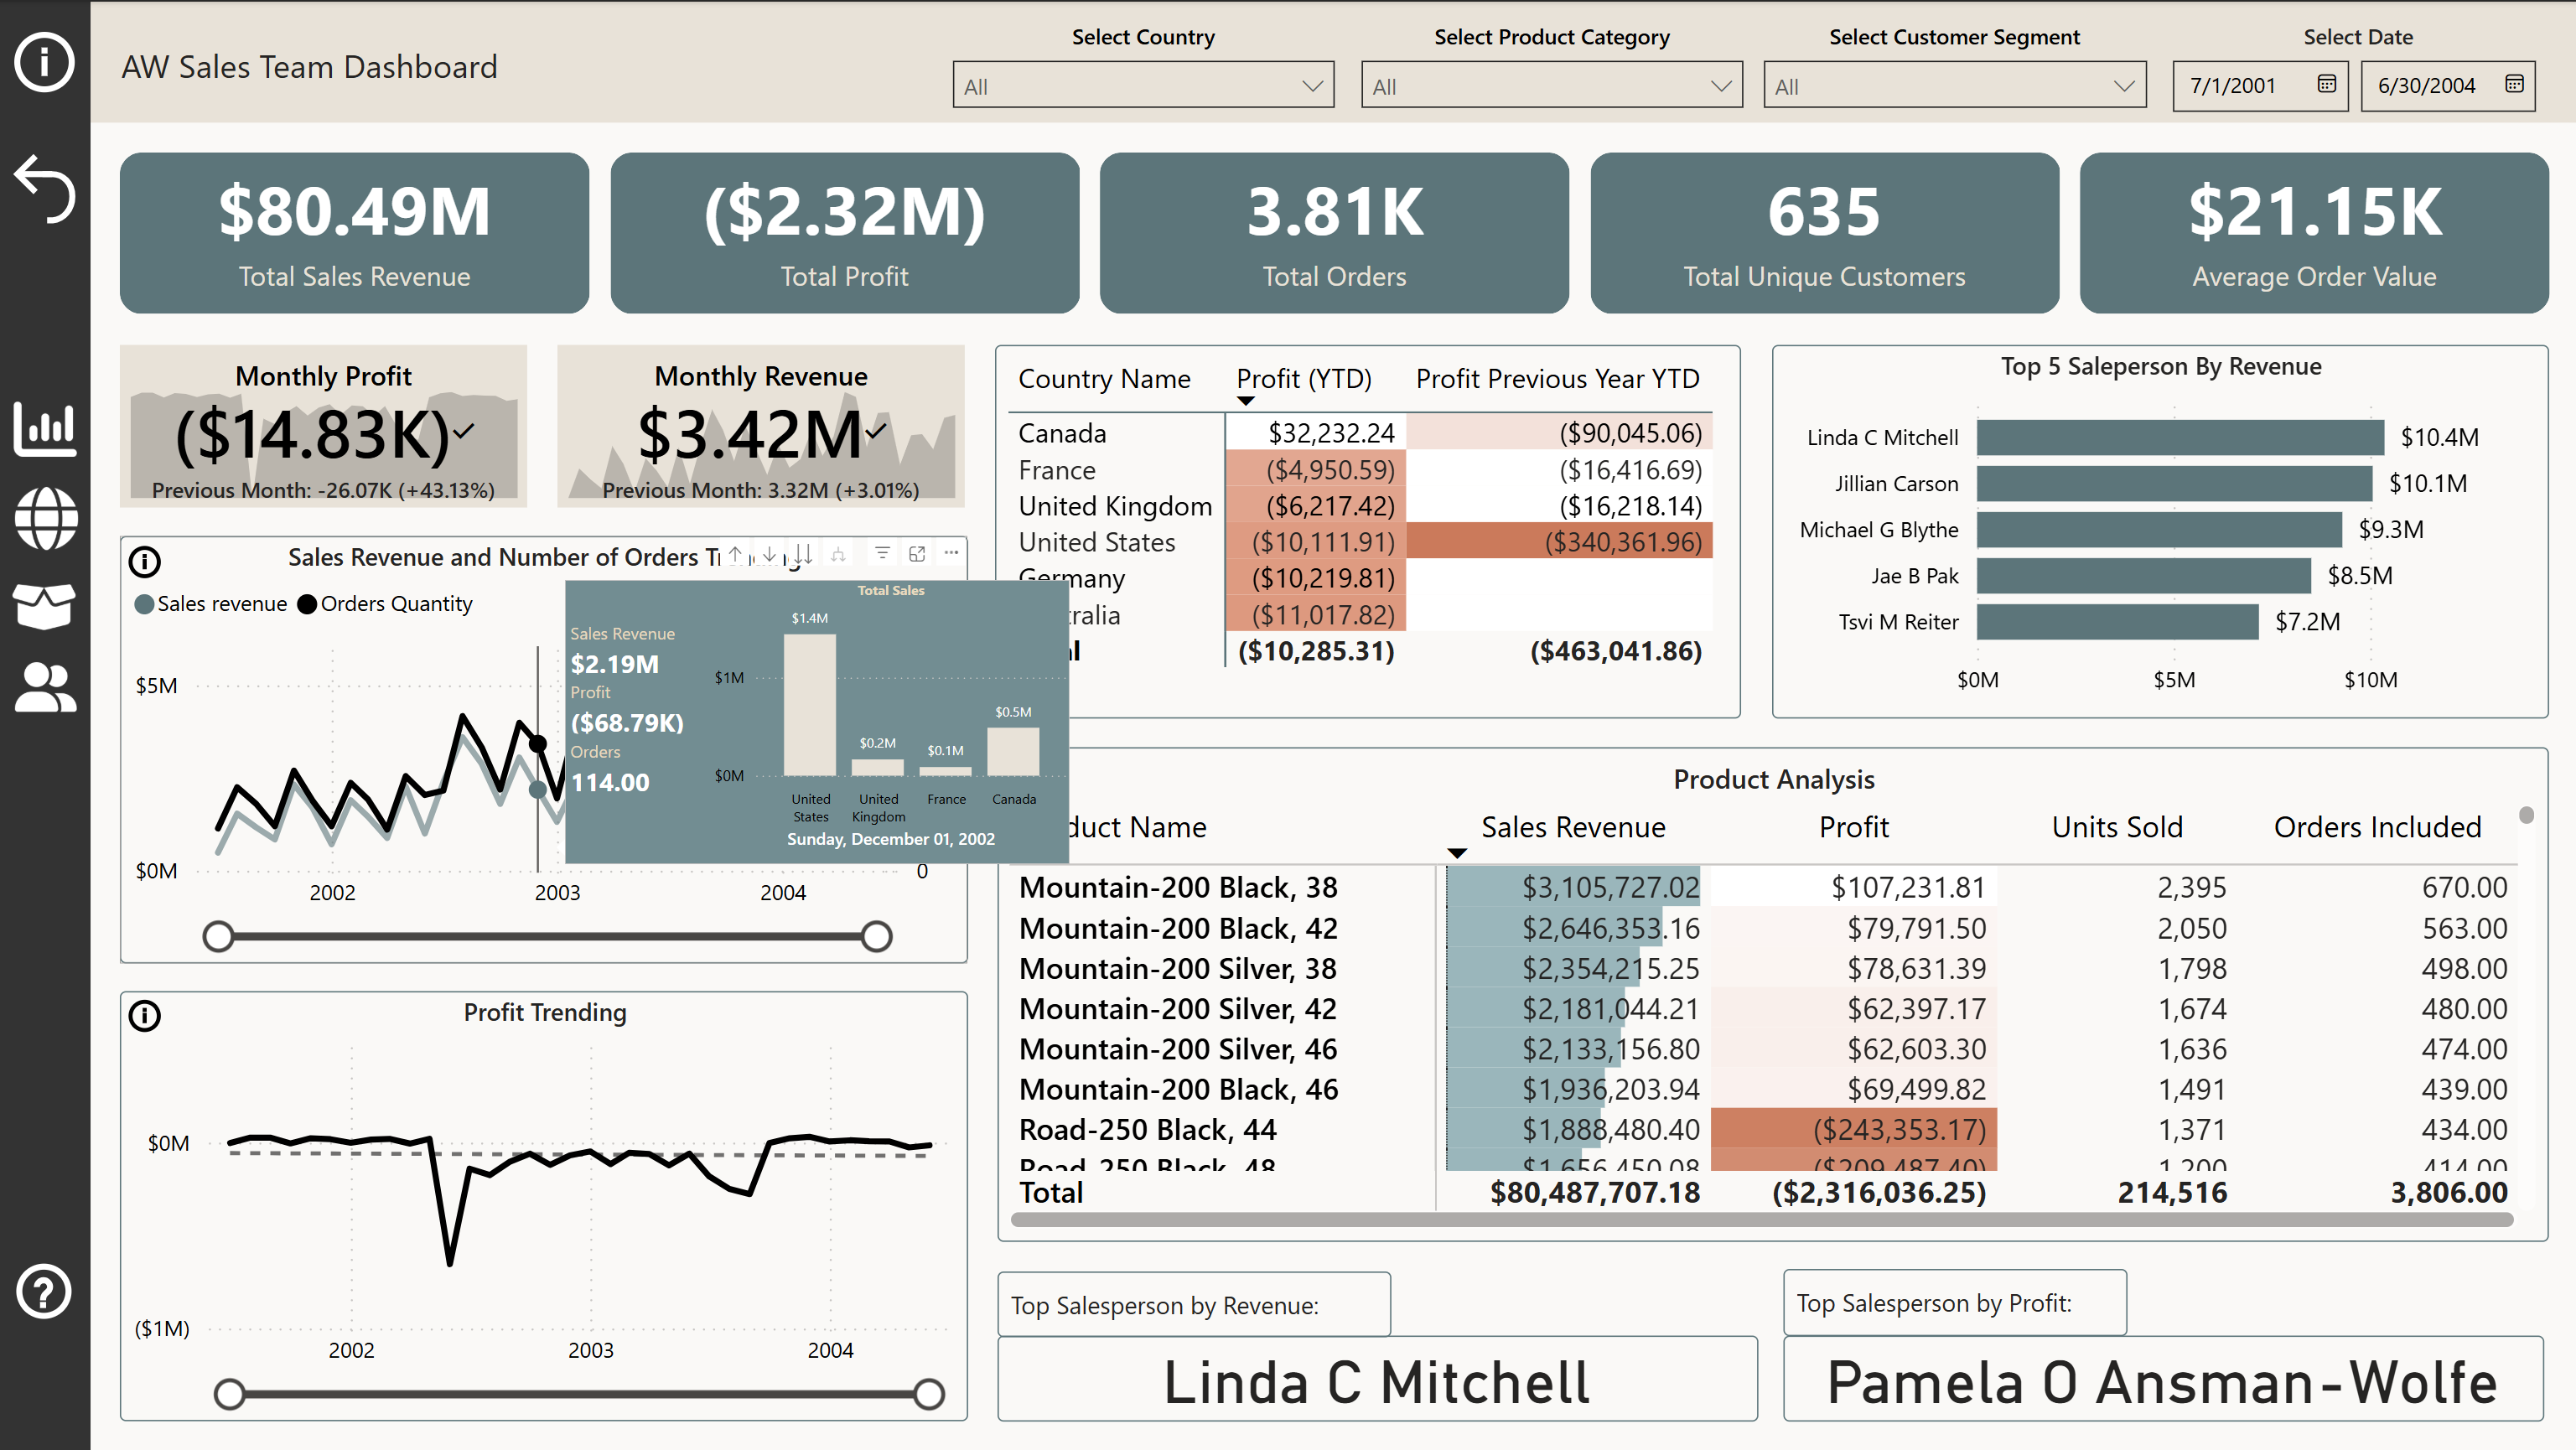 AW Sales Team Dashboard
Select Country
All
Select Product Category
All
Select Customer Segment
All
Select Date
7/1/2001
6/30/2004
$80.49M
Total Sales Revenue
($2.32M)
Total Profit
3.81K
Total Orders
635
Total Unique Customers
$21.15K
Average Order Value
Monthly Profit
($14.83K)
Previous Month: -26.07K (+43.13%)
Monthly Revenue
$3.42M
Previous Month: 3.32M (+3.01%)
Country Name Profit (YTD) Profit Previous Year YTD
Canada $32,232.24 ($90,045.06)
France ($4,950.59) ($16,416.69)
United Kingdom ($6,217.42) ($16,218.14)
United States ($10,111.91) ($340,361.96)
Germany ($10,219.81)
ralia ($11,017.82)
l ($10,285.31) ($463,041.86)
Top 5 Saleperson By Revenue
Linda C Mitchell $10.4M
Jillian Carson $10.1M
Michael G Blythe $9.3M
Jae B Pak $8.5M
Tsvi M Reiter $7.2M
$0M $5M $10M
Sales Revenue and Number of Orders
Sales revenue Orders Quantity
$5M
$0M
0
2002 2003 2004
Total Sales
Sales Revenue
$2.19M
Profit
($68.79K)
Orders
114.00
$1M
$0M
$1.4M
$0.2M
$0.1M
$0.5M
United States
United Kingdom
France
Canada
Sunday, December 01, 2002
Profit Trending
$0M
($1M)
2002 2003 2004
Product Analysis
duct Name Sales Revenue Profit Units Sold Orders Included
Mountain-200 Black, 38 $3,105,727.02 $107,231.81 2,395 670.00
Mountain-200 Black, 42 $2,646,353.16 $79,791.50 2,050 563.00
Mountain-200 Silver, 38 $2,354,215.25 $78,631.39 1,798 498.00
Mountain-200 Silver, 42 $2,181,044.21 $62,397.17 1,674 480.00
Mountain-200 Silver, 46 $2,133,156.80 $62,603.30 1,636 474.00
Mountain-200 Black, 46 $1,936,203.94 $69,499.82 1,491 439.00
Road-250 Black, 44 $1,888,480.40 ($243,353.17) 1,371 434.00
Road-250 Black, 48 $1,656,450.08 ($209,487.40) 1,200 414.00
Total $80,487,707.18 ($2,316,036.25) 214,516 3,806.00
Top Salesperson by Revenue:
Linda C Mitchell
Top Salesperson by Profit:
Pamela O Ansman-Wolfe